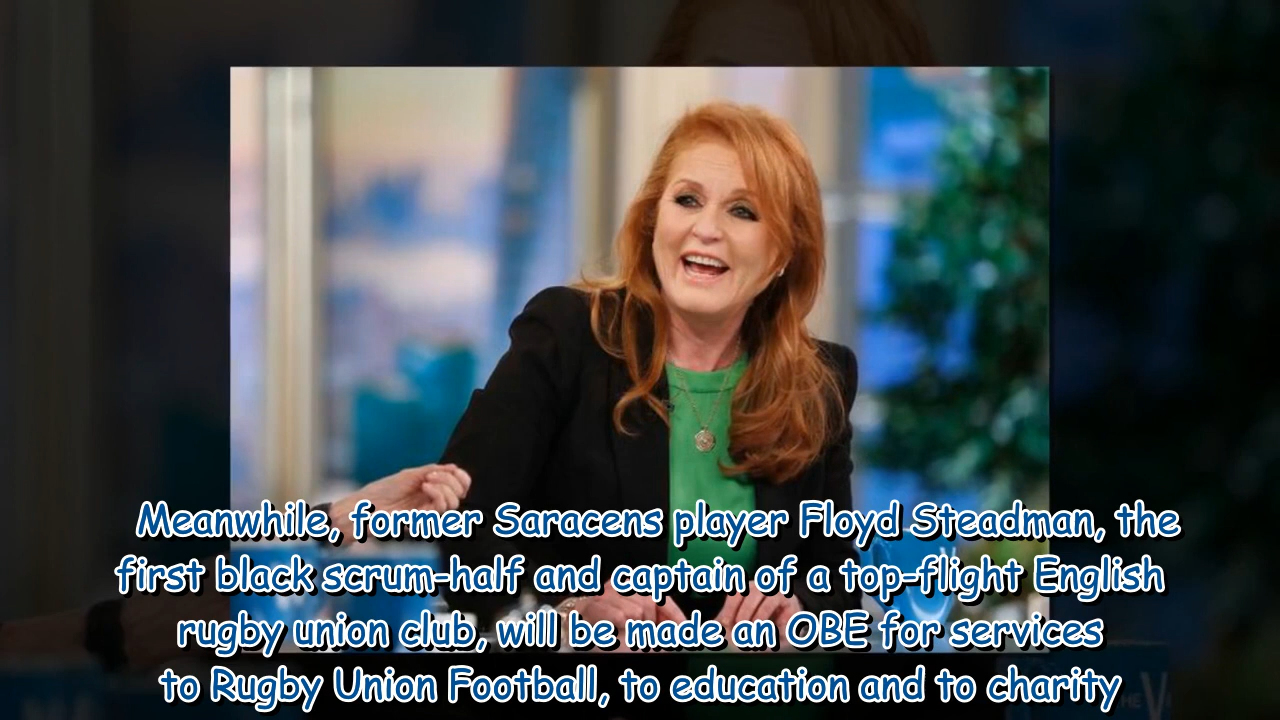 Meanwhile, former Saracens player Floyd Steadman, the
first black scrum-half and captain of a top-flight English
rugby union club, will be made an OBE for services
to Rugby Union Football, to education and to charity